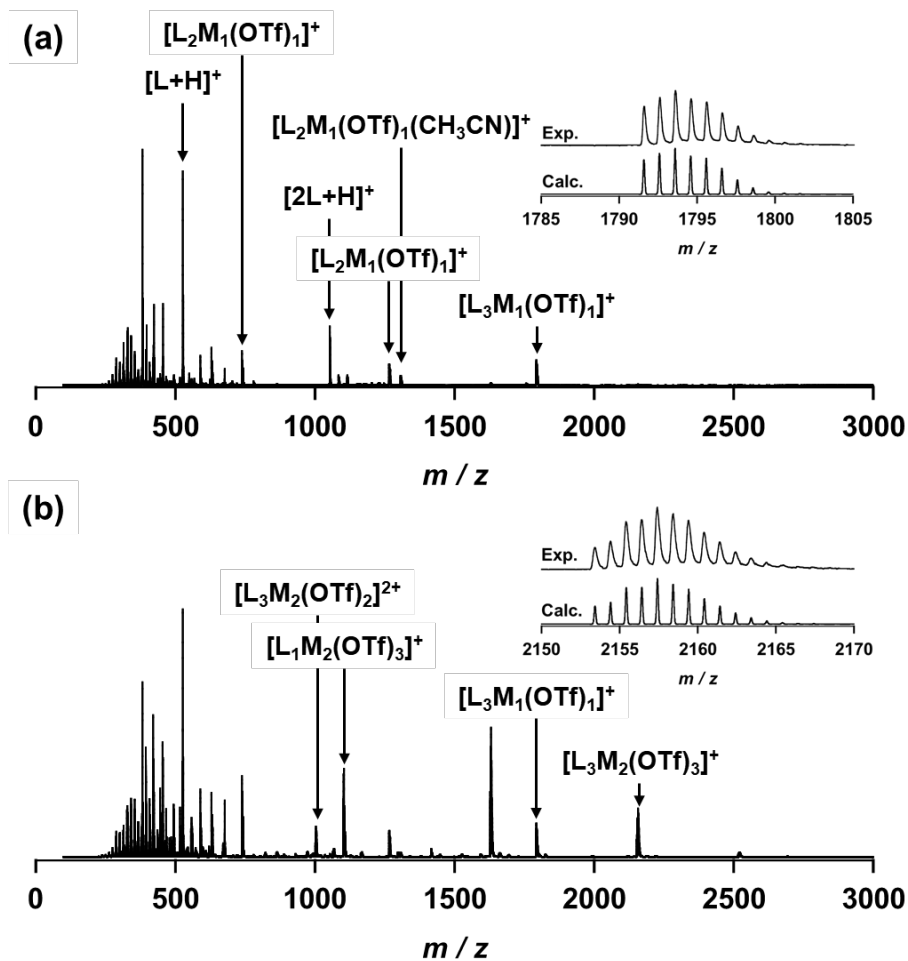 (a)
[L₂M₁(OTf)₁]⁺
[L+H]⁺
[L₂M₁(OTf)₁(CH₃CN)]⁺
[2L+H]⁺
[L₂M₁(OTf)₁]⁺
[L₃M₁(OTf)₁]⁺
Exp.
Calc.
1785 1790 1795 1800 1805
m / z
0 500 1000 1500 2000 2500 3000
m / z
(b)
[L₃M₂(OTf)₂]²⁺
[L₁M₂(OTf)₃]⁺
[L₃M₁(OTf)₁]⁺
[L₃M₂(OTf)₃]⁺
Exp.
Calc.
2150 2155 2160 2165 2170
m / z
0 500 1000 1500 2000 2500 3000
m / z